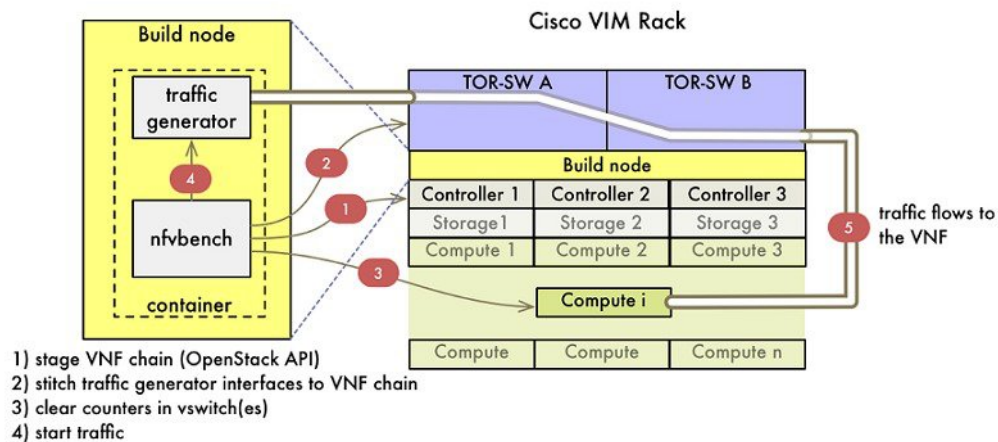 Cisco VIM Rack
Build node
traffic
generator
4
nfvbench
container
2
1
3
TOR-SW A
TOR-SW B
Build node
Controller 1
Controller 2
Controller 3
Storage1
Storage 2
Storage 3
Compute 1
Compute 2
Compute 3
Compute i
Compute
Compute
Compute n
5
traffic flows to
the VNF
1) stage VNF chain (OpenStack API)
2) stitch traffic generator interfaces to VNF chain
3) clear counters in vswitch(es)
4) start traffic